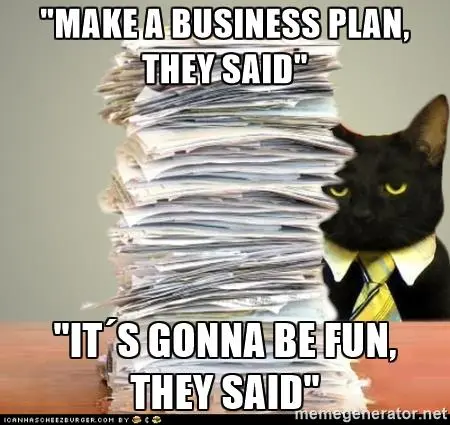 "MAKE A BUSINESS PLAN,
THEY SAID"
"IT´S GONNA BE FUN,
THEY SAID"
memegenerator.net
ICANHASCHEEZBURGER.COM BY